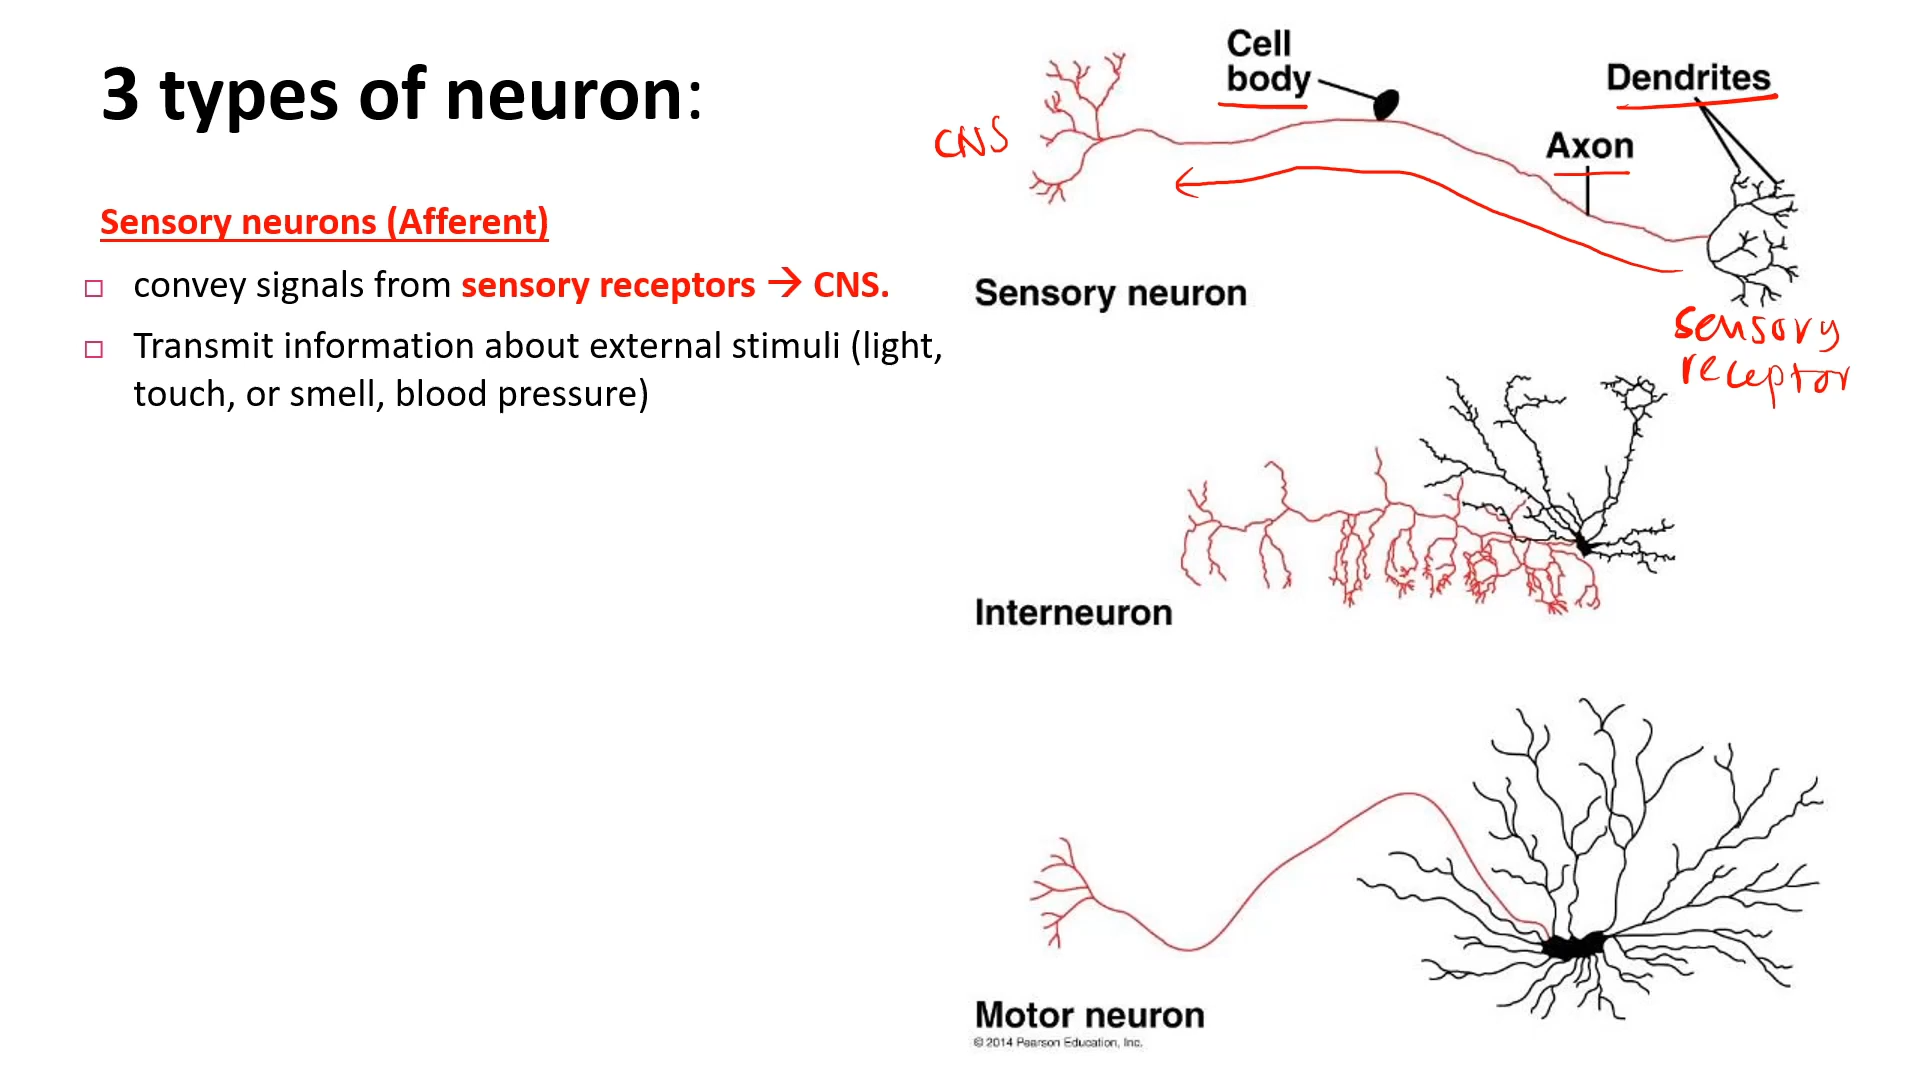 3 types of neuron:
Sensory neurons (Afferent)
convey signals from sensory receptors → CNS.
Transmit information about external stimuli (light,
touch, or smell, blood pressure)
Cell
body
Dendrites
Axon
CNS
Sensory neuron
sensory
receptor
Interneuron
Motor neuron
© 2014 Pearson Education, Inc.